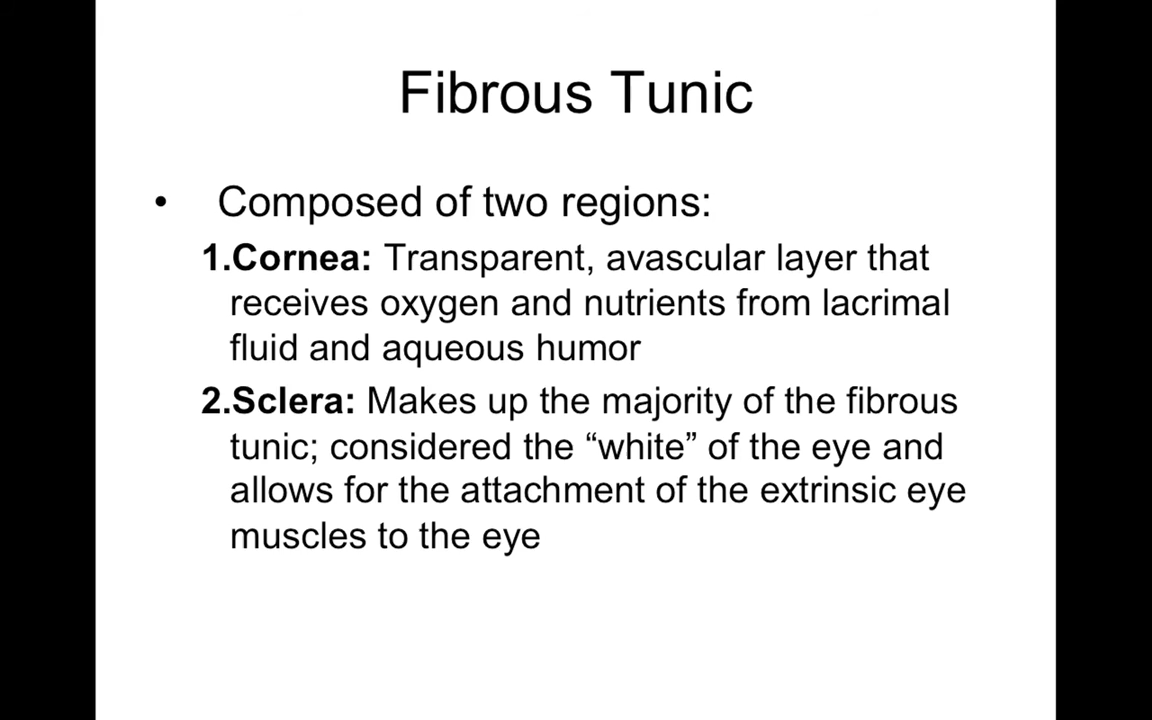 Fibrous Tunic
• Composed of two regions:
1.Cornea: Transparent, avascular layer that
receives oxygen and nutrients from lacrimal
fluid and aqueous humor
2.Sclera: Makes up the majority of the fibrous
tunic; considered the “white” of the eye and
allows for the attachment of the extrinsic eye
muscles to the eye